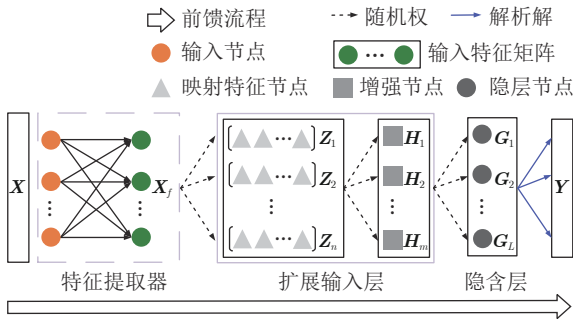 前馈流程 随机权 解析解
输入节点 ... 输入特征矩阵
映射特征节点 增强节点 隐层节点
X X_f Z_1 Z_2 ... Z_n H_1 H_2 ... H_m G_1 G_2 ... G_L Y
特征提取器 扩展输入层 隐含层